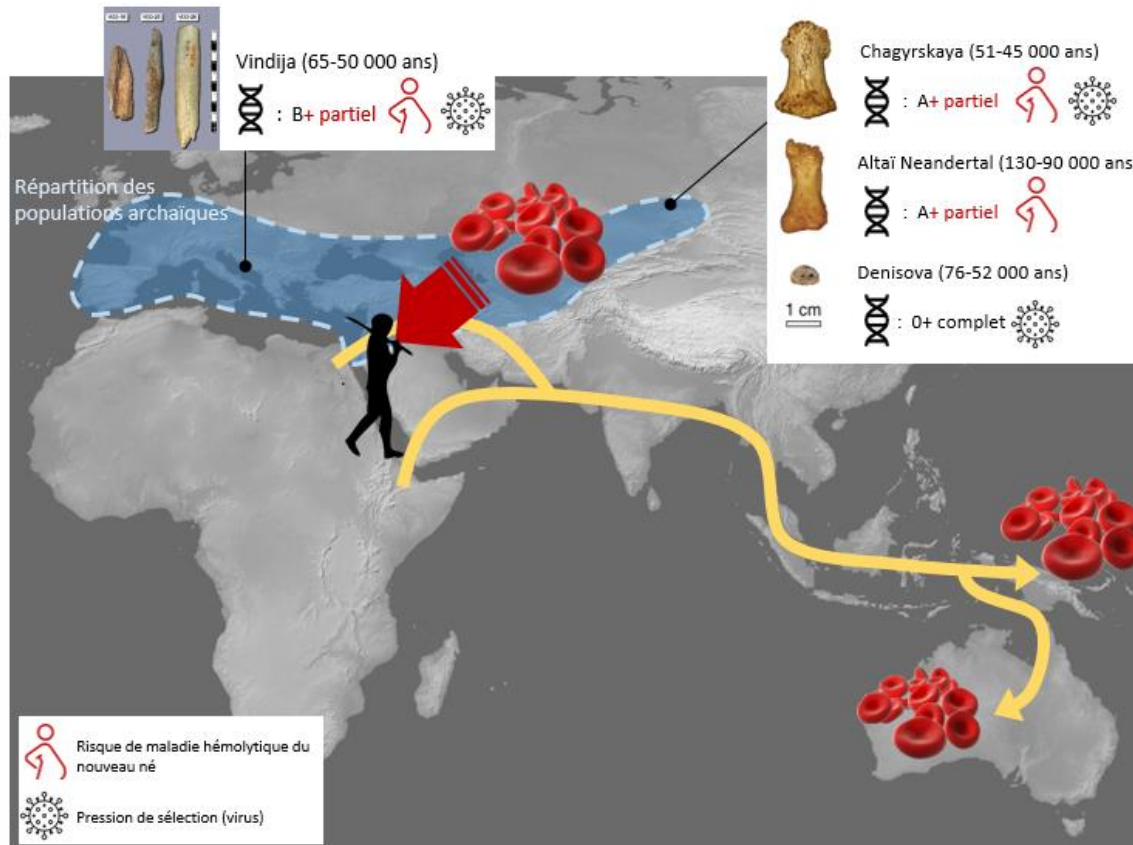 Vindija (65-50 000 ans)
: B+ partiel
Chagyrskaya (51-45 000 ans)
: A+ partiel
Altaï Neandertal (130-90 000 ans
: A+ partiel
Denisova (76-52 000 ans)
1 cm
: 0+ complet
Répartition des
populations archaïques
Risque de maladie hémolytique du
nouveau né
Pression de sélection (virus)